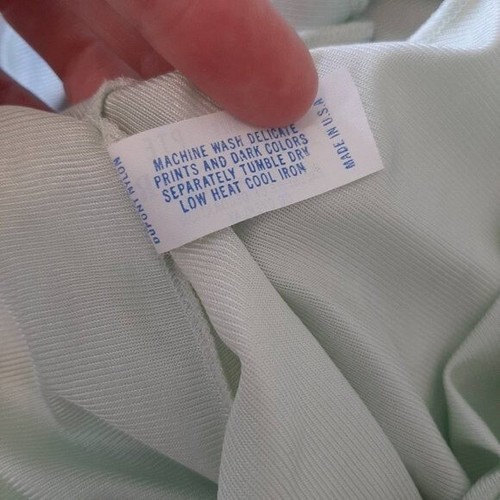 MACHINE WASH DELICATE
PRINTS AND DARK COLORS
SEPARATELY TUMBLE DRY
LOW HEAT COOL IRON
MADE IN U.S.A
DUPONT NYLON